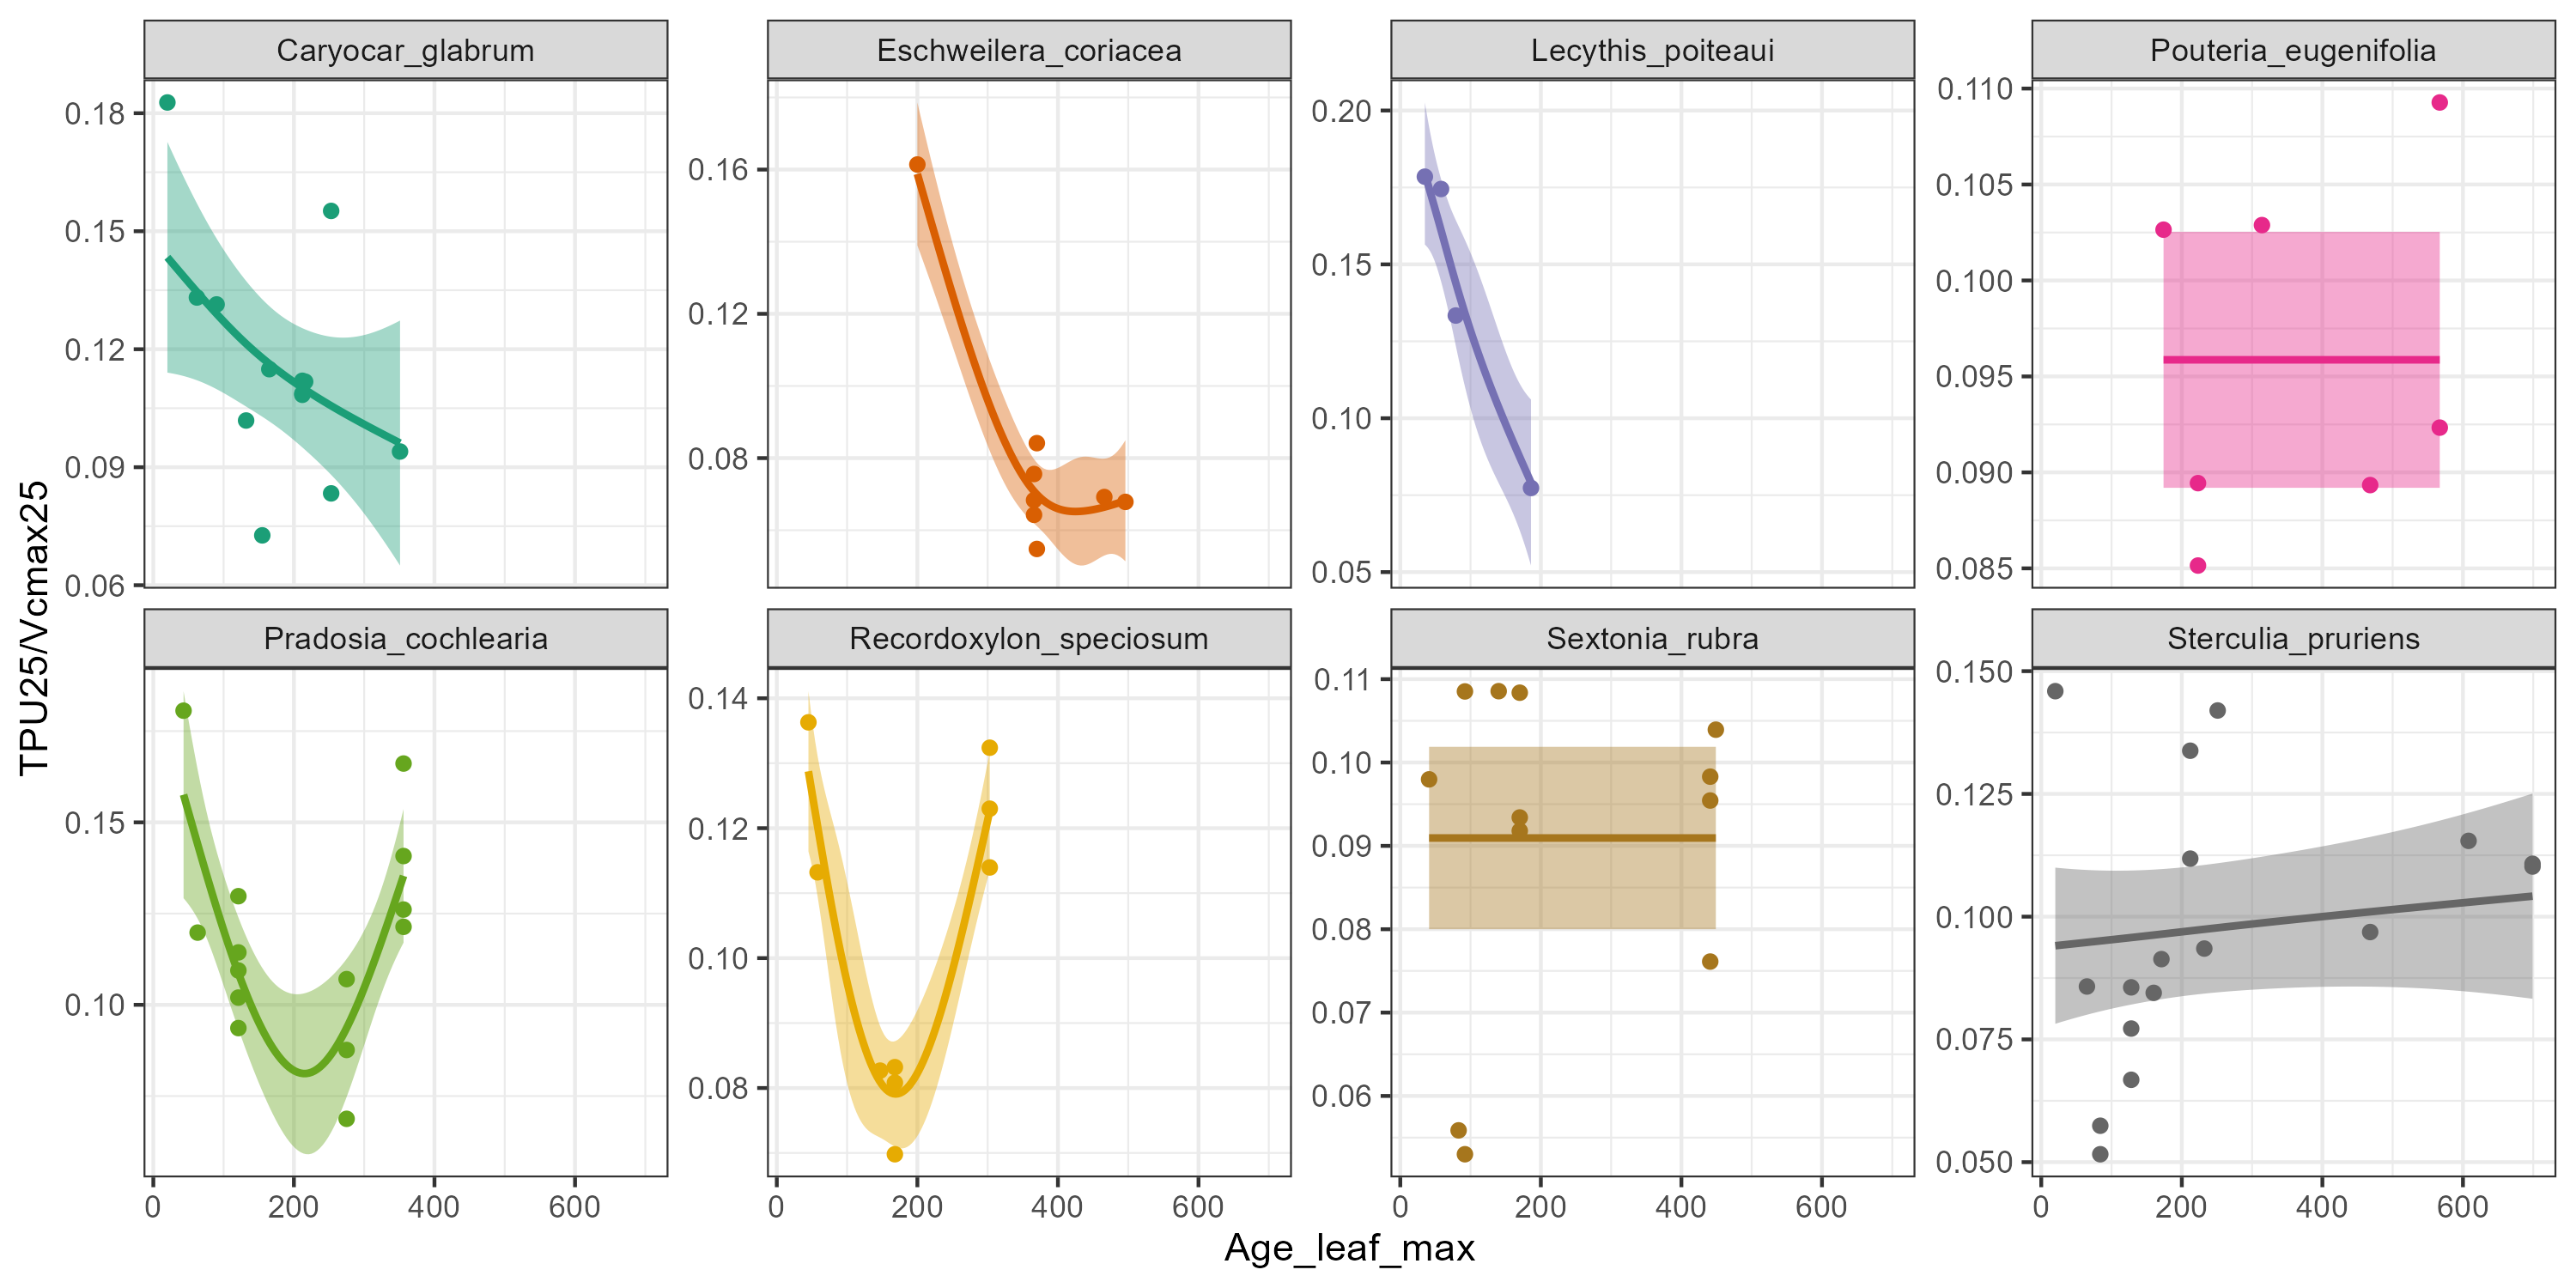 Caryocar_glabrum
Eschweilera_coriacea
Lecythis_poiteaui
Pouteria_eugenifolia
0.18
0.15
0.12
0.09
0.06
0.16
0.12
0.08
0.20
0.15
0.10
0.05
0.110
0.105
0.100
0.095
0.090
0.085
TPU25/Vcmax25
Pradosia_cochlearia
Recordoxylon_speciosum
Sextonia_rubra
Sterculia_pruriens
0.15
0.10
0.14
0.12
0.10
0.08
0.11
0.10
0.09
0.08
0.07
0.06
0.150
0.125
0.100
0.075
0.050
0 200 400 600
0 200 400 600
0 200 400 600
0 200 400 600
Age_leaf_max